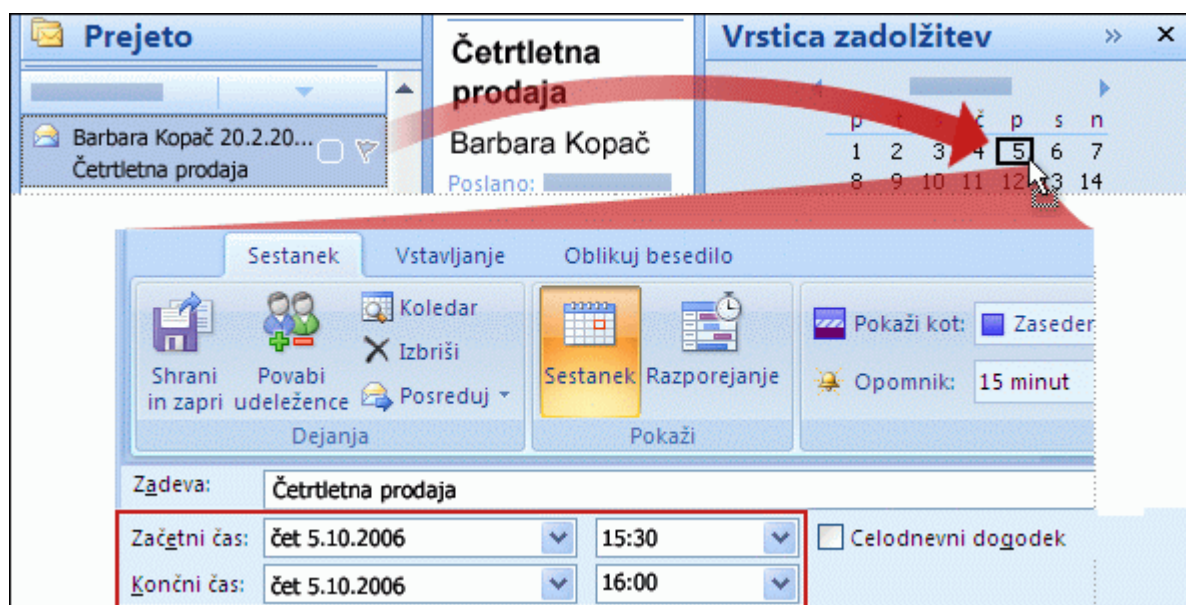 Prejeto
Barbara Kopač 20.2.20...
Četrtletna prodaja
Četrtletna
prodaja
Barbara Kopač
Poslano:
Vrstica zadolžitev
p t s č p s n
1 2 3 4 5 6 7
8 9 10 11 12 13 14
Sestanek Vstavljanje Oblikuj besedilo
Shrani
in zapri
Povabi
udeležence
Koledar
Izbriši
Posreduj
Dejanja
Sestanek Razporejanje
Pokaži
Pokaži kot: Zaseden
Opomnik: 15 minut
Zadeva: Četrtletna prodaja
Začetni čas: čet 5.10.2006 15:30 Celodnevni dogodek
Končni čas: čet 5.10.2006 16:00